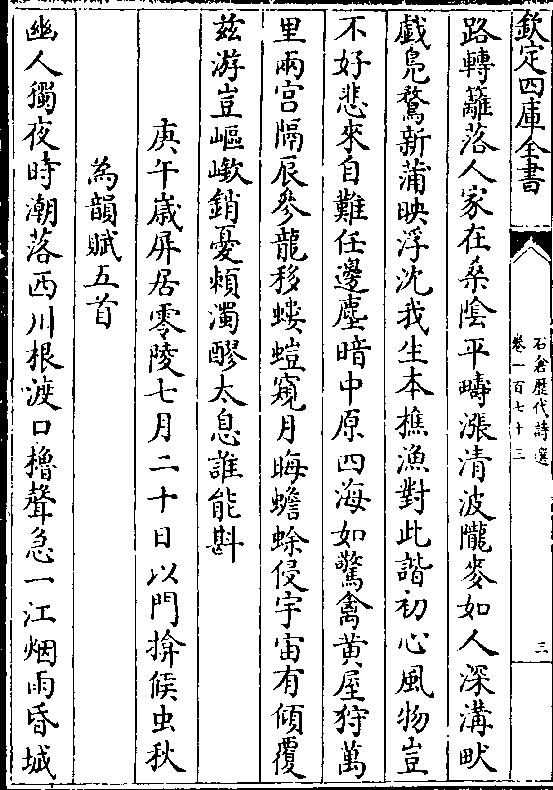 欽定四庫全書
石倉歴代詩選
卷一百七十三
三
路轉籬落人家在桑陰平疇漲清波隴麥如人深溝畎
戯鳬鶩新蒲映浮沈我生本樵漁對此諧初心風物豈
不好悲來自難任邊塵暗中原四海如驚禽黄屋狩萬
里兩宫隔辰參龍移螻螘窺月晦蟾蜍侵宇宙有傾覆
兹游豈嶇嶔銷憂頼濁醪太息誰能斟
庚午歳屏居零陵七月二十日以門揜候虫秋
為韻賦五首
幽人獨夜時潮落西川根渡口櫓聲急一江烟雨昏城